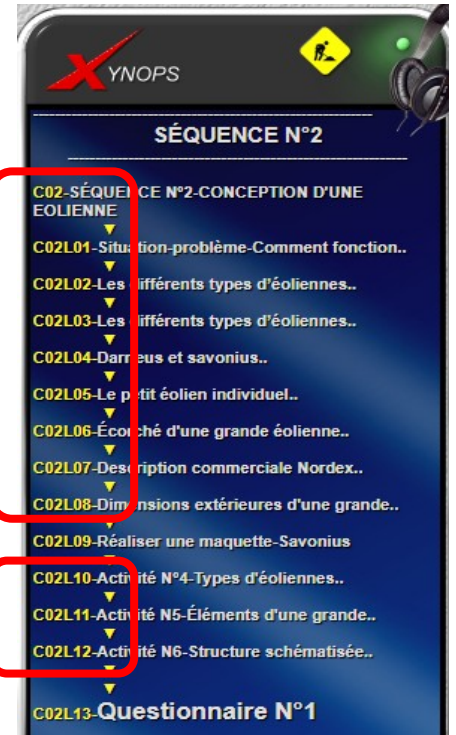 XYNOPS
SÉQUENCE N°2
C02-SÉQUENCE N°2-CONCEPTION D'UNE
EOLIENNE
C02L01-Situation-problème-Comment fonction..
C02L02-Les différents types d'éoliennes..
C02L03-Les différents types d'éoliennes..
C02L04-Darrieus et savonius..
C02L05-Le petit éolien individuel..
C02L06-Écorché d'une grande éolienne..
C02L07-Description commerciale Nordex..
C02L08-Dimensions extérieures d'une grande..
C02L09-Réaliser une maquette-Savonius
C02L10-Activité N°4-Types d'éoliennes..
C02L11-Activité N5-Éléments d'une grande..
C02L12-Activité N6-Structure schématisée..
C02L13-Questionnaire N°1